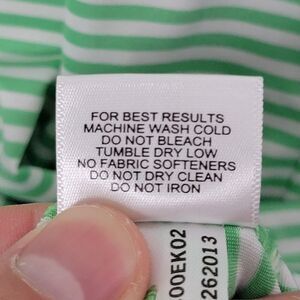 FOR BEST RESULTS
MACHINE WASH COLD
DO NOT BLEACH
TUMBLE DRY LOW
NO FABRIC SOFTENERS
DO NOT DRY CLEAN
DO NOT IRON
00EK02
262013